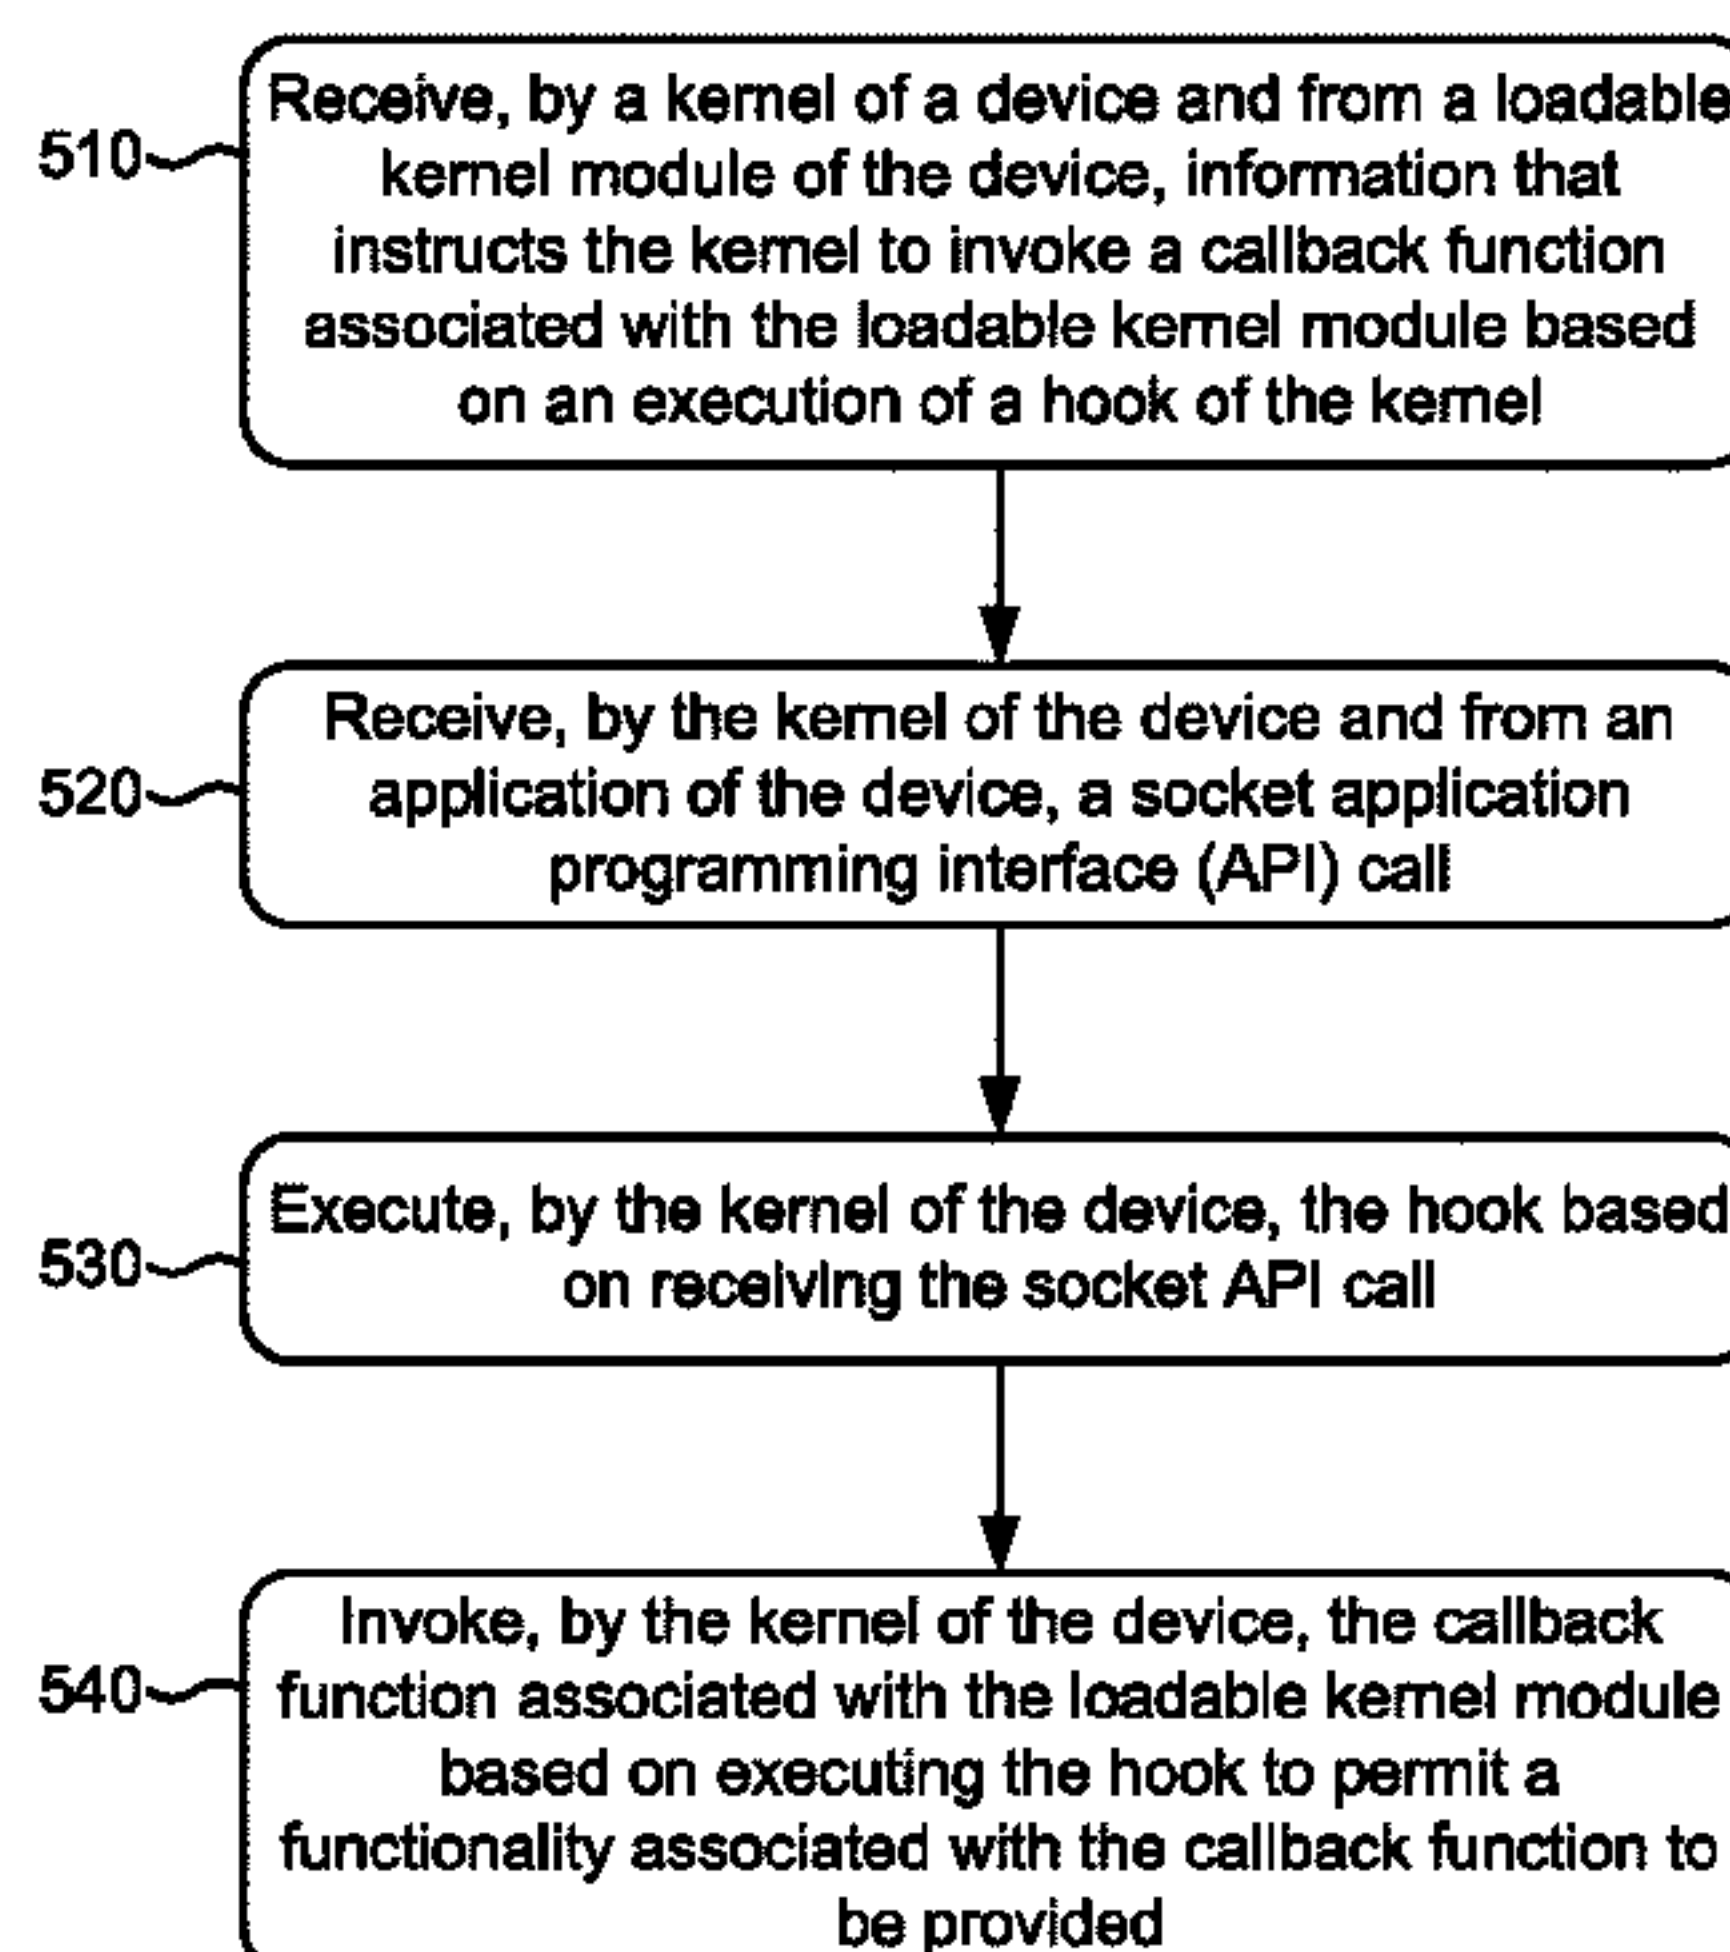 Receive, by a kernel of a device and from a loadable
510
kernel module of the device, information that
instructs the kernel to invoke a callback function
associated with the loadable kernel module based
on an execution of a hook of the kernel
Receive, by the kernel of the device and from an
520
application of the device, a socket application
programming interface (API) call
Execute, by the kernel of the device, the hook based
530
on receiving the socket API call
Invoke, by the kernel of the device, the callback
540
function associated with the loadable kernel module
based on executing the hook to permit a
functionality associated with the callback function to
be provided